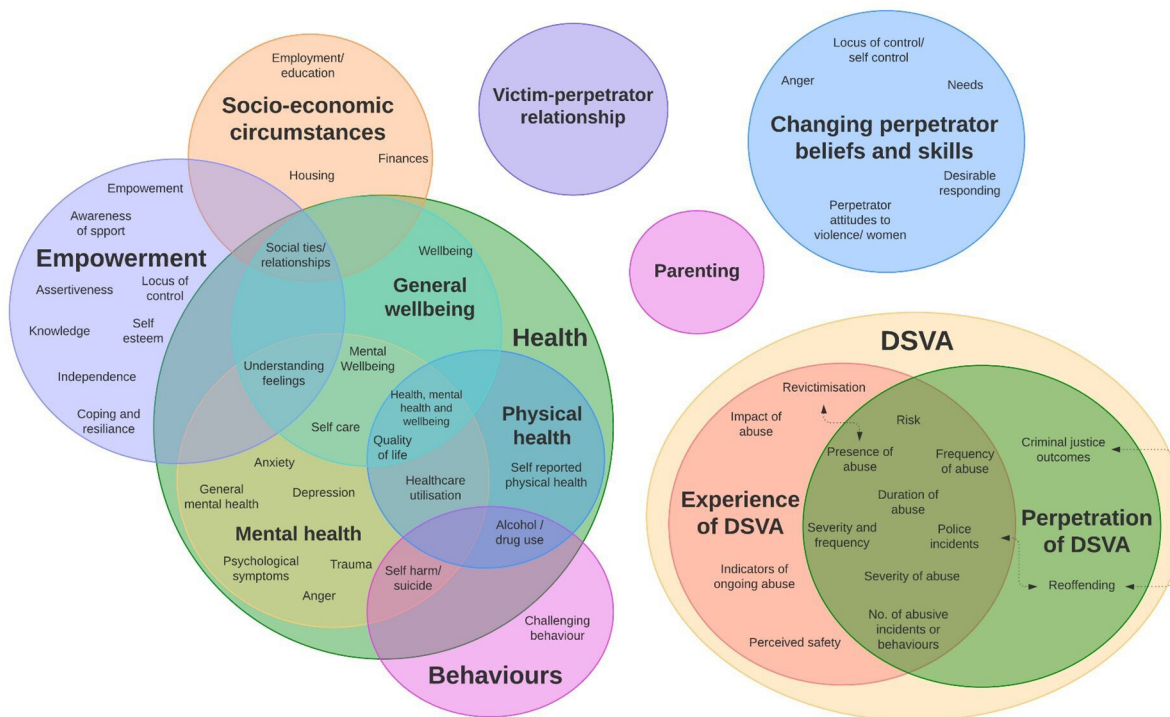 Employment/
education
Socio-economic
circumstances
Finances
Housing
Victim-perpetrator
relationship
Locus of control/
self control
Anger
Needs
Changing perpetrator
beliefs and skills
Desirable
responding
Perpetrator
attitudes to
violence/ women
Parenting
Empowement
Awareness
of spport
Empowerment
Assertiveness
Locus of
control
Knowledge
Self
esteem
Independence
Coping and
resiliance
Social ties/
relationships
Understanding
feelings
Wellbeing
General
wellbeing
Health
Mental
Wellbeing
Self care
Health, mental
health and
wellbeing
Quality
of life
Physical
health
Self reported
physical health
Healthcare
utilisation
Anxiety
General
mental health
Depression
Mental health
Psychological
symptoms
Trauma
Anger
Self harm/
suicide
Alcohol /
drug use
Challenging
behaviour
Behaviours
DSVA
Revictimisation
Impact of
abuse
Experience
of DSVA
Indicators of
ongoing abuse
Perceived safety
Risk
Presence of
abuse
Frequency
of abuse
Duration of
abuse
Severity and
frequency
Police
incidents
Severity of abuse
No. of abusive
incidents or
behaviours
Criminal justice
outcomes
Perpetration
of DSVA
Reoffending